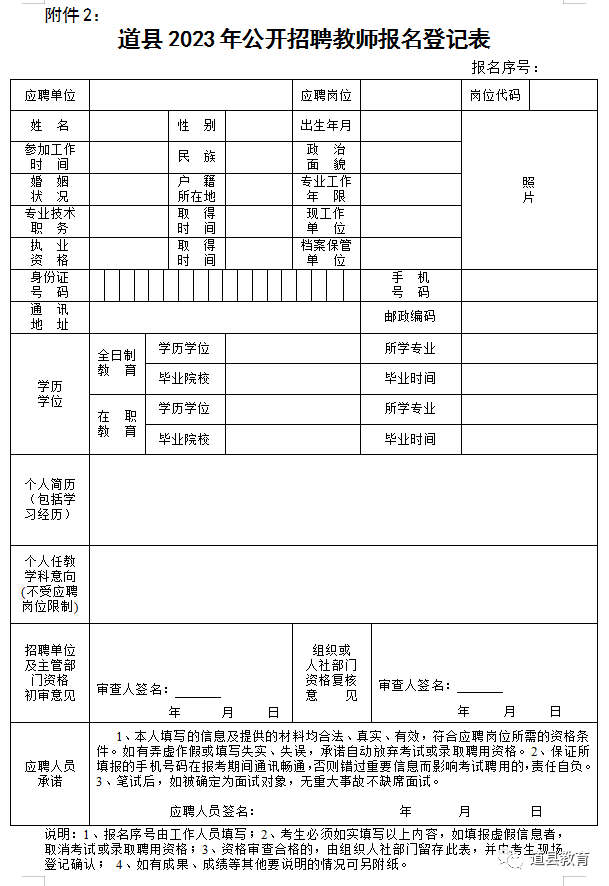 附件2：
道县2023年公开招聘教师报名登记表
报名序号：
应聘单位 应聘岗位 岗位代码
姓 名 性 别 出生年月
参加工作
时 间
民 族
政 治
面 貌
照
片
婚 姻
状 况
户 籍
所在地
专业工作
年 限
专业技术
职 务
取 得
时 间
现工作
单 位
执 业
资 格
取 得
时 间
档案保管
单 位
身份证
号 码
手 机
号 码
通 讯
地 址
邮政编码
学历
学位
全日制
教 育
学历学位 所学专业
毕业院校 毕业时间
在 职
教 育
学历学位 所学专业
毕业院校 毕业时间
个人简历
（包括学
习经历）
个人任教
学科意向
(不受应聘
岗位限制)
招聘单位
及主管部
门资格
初审意见
审查人签名：
年 月 日
组织或
人社部门
资格复核
意 见
审查人签名：
年 月 日
应聘人员
承诺
1、本人填写的信息及提供的材料均合法、真实、有效，符合应聘岗位所需的资格条
件。如有弄虚作假或填写失实、失误，承诺自动放弃考试或录取聘用资格。2、保证所
填报的手机号码在报考期间通讯畅通，否则错过重要信息而影响考试聘用的，责任自负。
3、笔试后，如被确定为面试对象，无重大事故不缺席面试。
应聘人员签名： 年 月 日
说明：1、报名序号由工作人员填写；2、考生必须如实填写以上内容，如填报虚假信息者，
取消考试或录取聘用资格；3、资格审查合格的，由组织人社部门留存此表，并由考生现场
登记确认； 4、如有成果、成绩等其他要说明的情况可另附纸。
道县教育